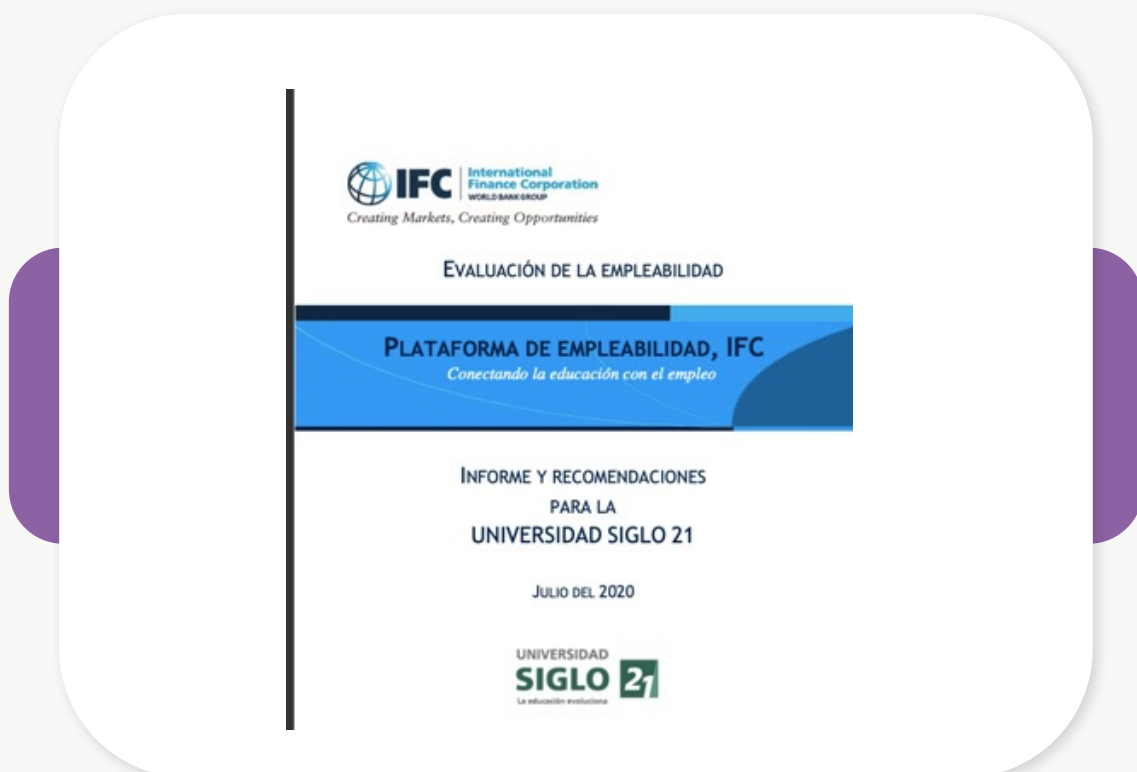 IFC
International
Finance Corporation
WORLD BANK GROUP
Creating Markets, Creating Opportunities
EVALUACIÓN DE LA EMPLEABILIDAD
PLATAFORMA DE EMPLEABILIDAD, IFC
Conectando la educación con el empleo
INFORME Y RECOMENDACIONES
PARA LA
UNIVERSIDAD SIGLO 21
JULIO DEL 2020
UNIVERSIDAD
SIGLO 21
La educación evoluciona